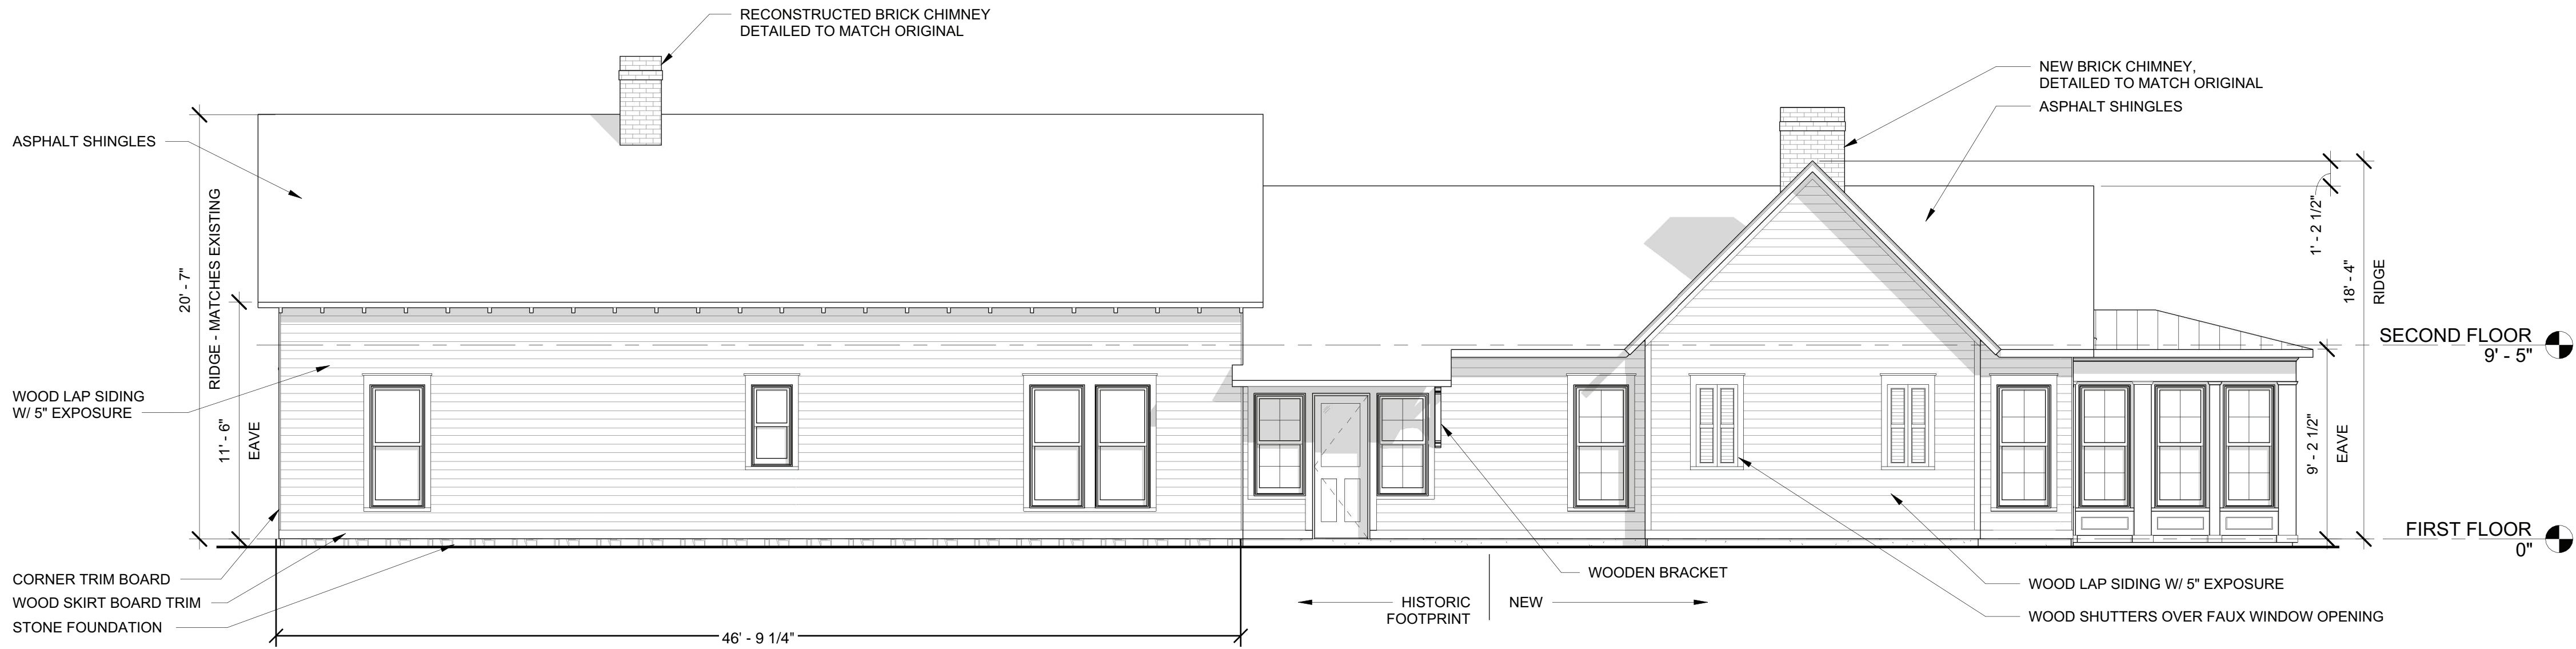 RECONSTRUCTED BRICK CHIMNEY
DETAILED TO MATCH ORIGINAL
NEW BRICK CHIMNEY,
DETAILED TO MATCH ORIGINAL
ASPHALT SHINGLES
ASPHALT SHINGLES
20' - 7"
RIDGE - MATCHES EXISTING
11' - 6"
EAVE
WOOD LAP SIDING
W/ 5" EXPOSURE
1' - 2 1/2"
18' - 4"
RIDGE
SECOND FLOOR
9' - 5"
9' - 2 1/2"
EAVE
FIRST FLOOR
0"
CORNER TRIM BOARD
WOOD SKIRT BOARD TRIM
STONE FOUNDATION
46' - 9 1/4"
HISTORIC
FOOTPRINT
NEW
WOODEN BRACKET
WOOD LAP SIDING W/ 5" EXPOSURE
WOOD SHUTTERS OVER FAUX WINDOW OPENING